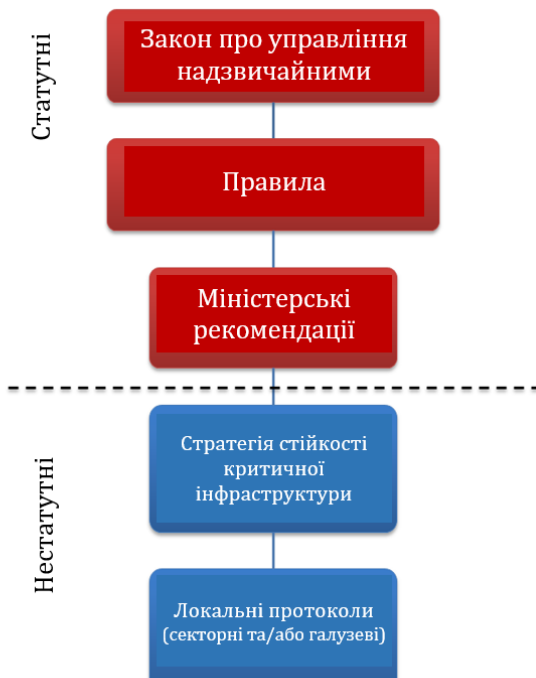 Статутні
Закон про управління
надзвичайними
Правила
Міністерські
рекомендації
Нестатутні
Стратегія стійкості
критичної
інфраструктури
Локальні протоколи
(секторні та/або галузеві)